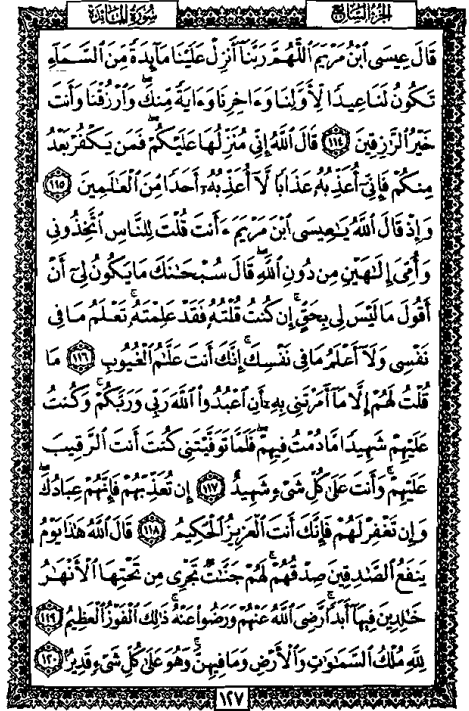 الجزء السابع
سورة المائدة
قَالَ عِيسَى ٱبْنُ مَرْيَمَ ٱللَّهُمَّ رَبَّنَآ أَنزِلْ عَلَيْنَا مَآئِدَةً مِّنَ ٱلسَّمَآءِ
تَكُونُ لَنَا عِيدًا لِّأَوَّلِنَا وَءَاخِرِنَا وَءَايَةً مِّنكَ ۖ وَٱرْزُقْنَا وَأَنتَ
خَيْرُ ٱلرَّٰزِقِينَ ١١٤ قَالَ ٱللَّهُ إِنِّى مُنَزِّلُهَا عَلَيْكُمْ ۖ فَمَن يَكْفُرْ بَعْدُ
مِنكُمْ فَإِنِّىٓ أُعَذِّبُهُۥ عَذَابًا لَّآ أُعَذِّبُهُۥٓ أَحَدًا مِّنَ ٱلْعَٰلَمِينَ ١١٥
وَإِذْ قَالَ ٱللَّهُ يَٰعِيسَى ٱبْنَ مَرْيَمَ ءَأَنتَ قُلْتَ لِلنَّاسِ ٱتَّخِذُونِى
وَأُمِّىَ إِلَٰهَيْنِ مِن دُونِ ٱللَّهِ ۖ قَالَ سُبْحَٰنَكَ مَا يَكُونُ لِىٓ أَنْ
أَقُولَ مَا لَيْسَ لِى بِحَقٍّ ۚ إِن كُنتُ قُلْتُهُۥ فَقَدْ عَلِمْتَهُۥ ۚ تَعْلَمُ مَا فِى
نَفْسِى وَلَآ أَعْلَمُ مَا فِى نَفْسِكَ ۚ إِنَّكَ أَنتَ عَلَّٰمُ ٱلْغُيُوبِ ١١٦ مَا
قُلْتُ لَهُمْ إِلَّا مَآ أَمَرْتَنِى بِهِۦٓ أَنِ ٱعْبُدُوا۟ ٱللَّهَ رَبِّى وَرَبَّكُمْ ۚ وَكُنتُ
عَلَيْهِمْ شَهِيدًا مَّا دُمْتُ فِيهِمْ ۖ فَلَمَّا تَوَفَّيْتَنِى كُنتَ أَنتَ ٱلرَّقِيبَ
عَلَيْهِمْ ۚ وَأَنتَ عَلَىٰ كُلِّ شَىْءٍ شَهِيدٌ ١١٧ إِن تُعَذِّبْهُمْ فَإِنَّهُمْ عِبَادُكَ ۖ
وَإِن تَغْفِرْ لَهُمْ فَإِنَّكَ أَنتَ ٱلْعَزِيزُ ٱلْحَكِيمُ ١١٨ قَالَ ٱللَّهُ هَٰذَا يَوْمُ
يَنفَعُ ٱلصَّٰدِقِينَ صِدْقُهُمْ ۚ لَهُمْ جَنَّٰتٌ تَجْرِى مِن تَحْتِهَا ٱلْأَنْهَٰرُ
خَٰلِدِينَ فِيهَآ أَبَدًا ۚ رَّضِىَ ٱللَّهُ عَنْهُمْ وَرَضُوا۟ عَنْهُ ۚ ذَٰلِكَ ٱلْفَوْزُ ٱلْعَظِيمُ ١١٩
لِلَّهِ مُلْكُ ٱلسَّمَٰوَٰتِ وَٱلْأَرْضِ وَمَا فِيهِنَّ ۚ وَهُوَ عَلَىٰ كُلِّ شَىْءٍ قَدِيرٌۢ ١٢٠
١٢٧